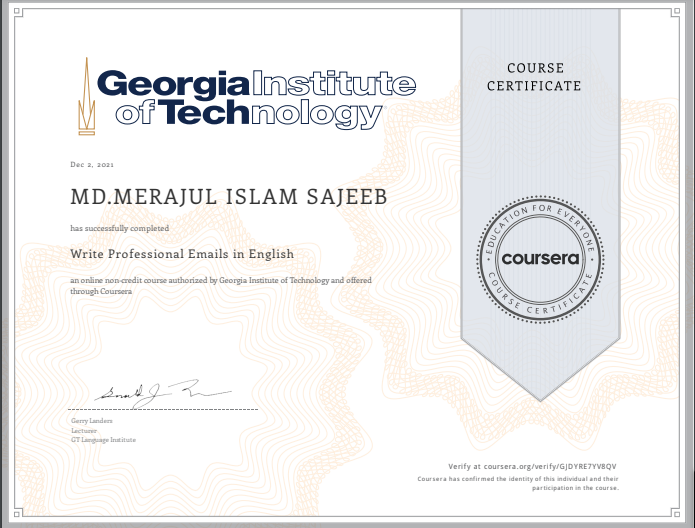 Georgia Institute
of Technology
COURSE
CERTIFICATE
Dec 2, 2021
MD.MERAJUL ISLAM SAJEEB
has successfully completed
Write Professional Emails in English
an online non-credit course authorized by Georgia Institute of Technology and offered
through Coursera
EDUCATION FOR EVERYONE
coursera
COURSE CERTIFICATE
Gerry Landers
Lecturer
GT Language Institute
Verify at coursera.org/verify/GJDYRE7YV8QV
Coursera has confirmed the identity of this individual and their
participation in the course.